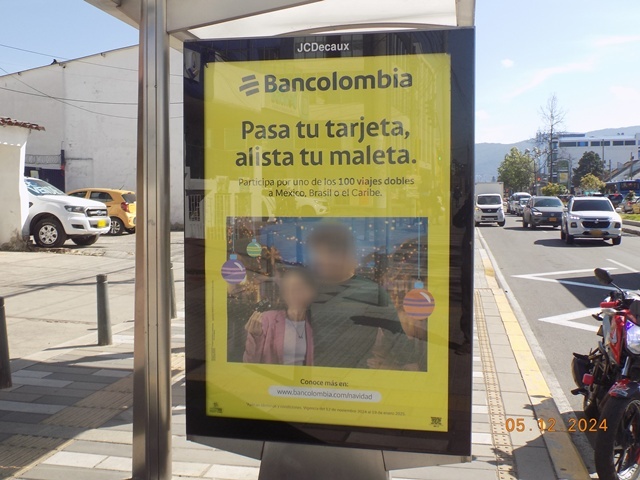 JCDecaux
Bancolombia
Pasa tu tarjeta,
alista tu maleta.
Participa por uno de los 100 viajes dobles
a México, Brasil o el Caribe.
Conoce más en:
www.bancolombia.com/navidad
05.12.2024